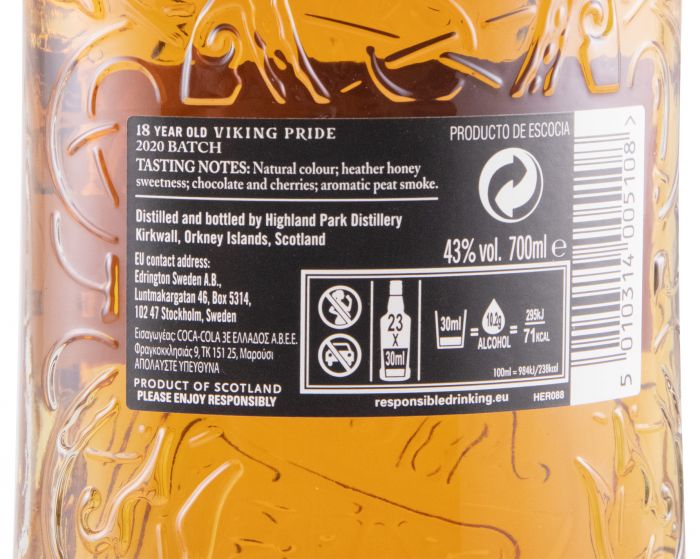 18 YEAR OLD VIKING PRIDE
2020 BATCH
TASTING NOTES: Natural colour; heather honey
sweetness; chocolate and cherries; aromatic peat smoke.
Distilled and bottled by Highland Park Distillery
Kirkwall, Orkney Islands, Scotland
EU contact address:
Edrington Sweden A.B.,
Luntmakargatan 46, Box 5314,
102 47 Stockholm, Sweden
Εισαγωγέας: COCA-COLA 3E ΕΛΛΑΔΟΣ A.B.E.E.
Φραγκοκκλησιάς 9, ΤΚ 151 25, Μαρούσι
ΑΠΟΛΑΥΣΤΕ ΥΠΕΥΘΥΝΑ
PRODUCT OF SCOTLAND
PLEASE ENJOY RESPONSIBLY
PRODUCTO DE ESCOCIA
43% vol. 700ml e
23
X
30ml
30ml = 10.2g ALCOHOL = 295kJ
71KCAL
100ml = 984kJ/238kcal
responsibledrinking.eu
HER088
5 010314 005108 >